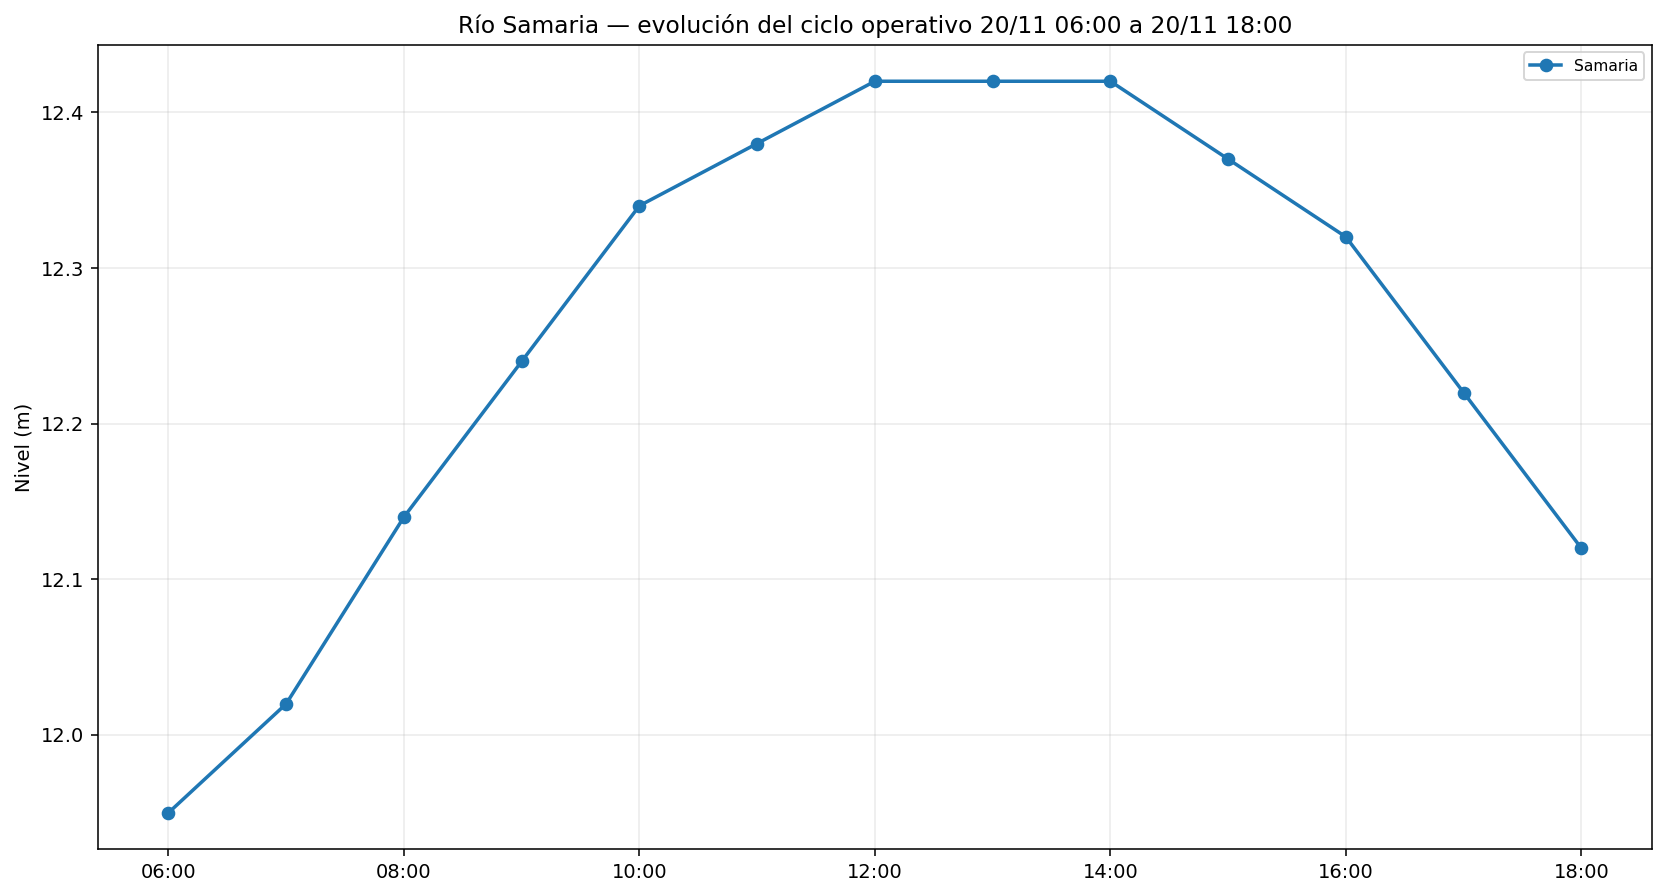 Río Samaria — evolución del ciclo operativo 20/11 06:00 a 20/11 18:00
Samaria
Nivel (m)
12.4
12.3
12.2
12.1
12.0
06:00 08:00 10:00 12:00 14:00 16:00 18:00